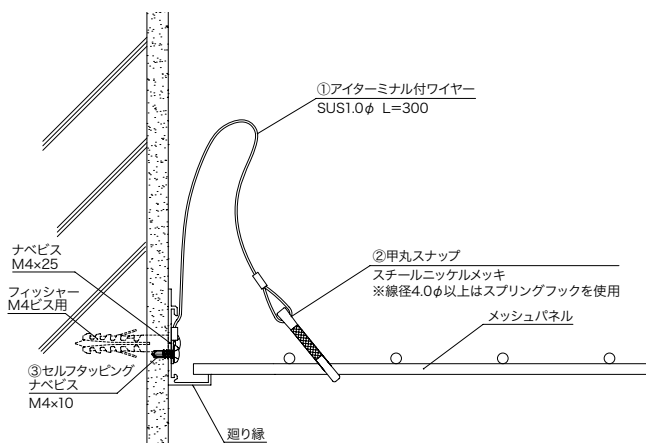 ①アイターミナル付ワイヤー
SUS1.0φ L=300
ナベビス
M4×25
フィッシャー
M4ビス用
②甲丸スナップ
スチールニッケルメッキ
※線径4.0φ以上はスプリングフックを使用
メッシュパネル
③セルフタッピング
ナベビス
M4×10
廻り縁